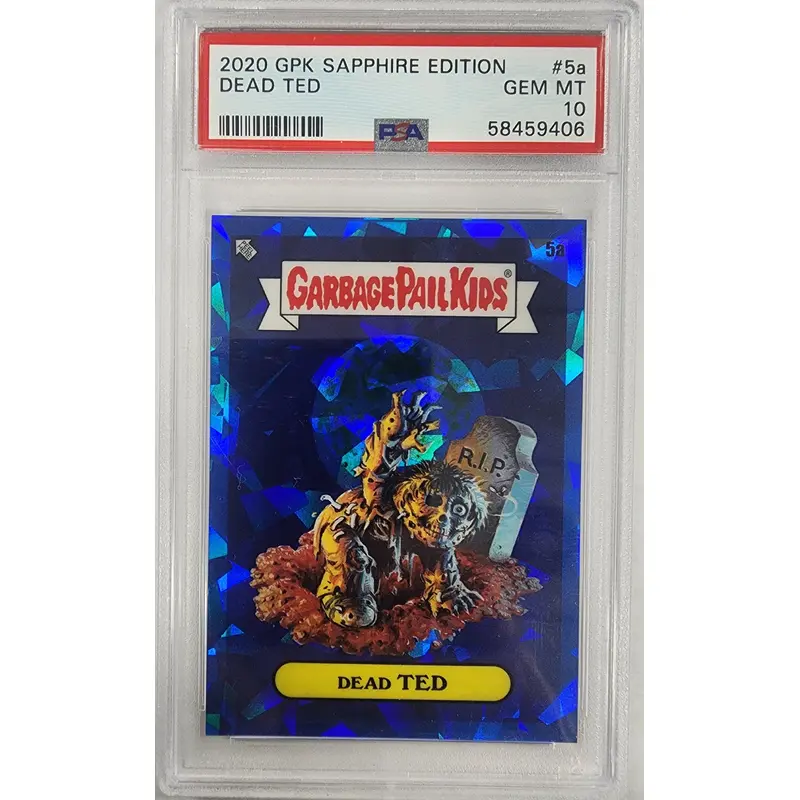 2020 GPK SAPPHIRE EDITION #5a
DEAD TED GEM MT
10
PSA 58459406
5a
GARBAGE PAIL KIDS®
R.I.P.
DEAD TED